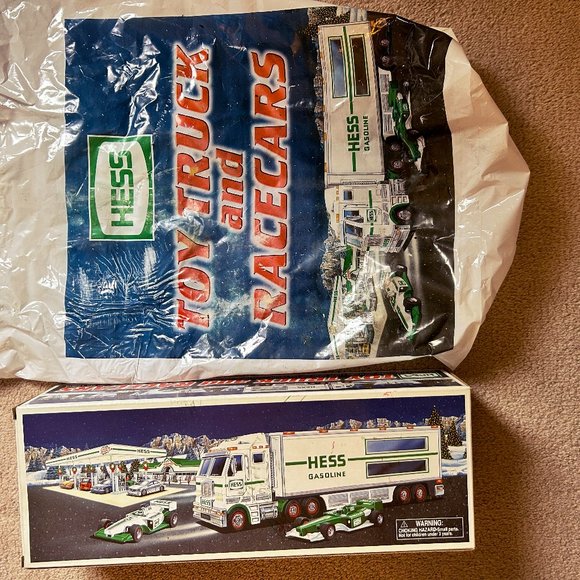 HESS
TOY TRUCK
and
RACECARS
HESS
GASOLINE
HESS
HESS
GASOLINE
WARNING:
CHOKING HAZARD-Small parts.
Not for children under 3 years.